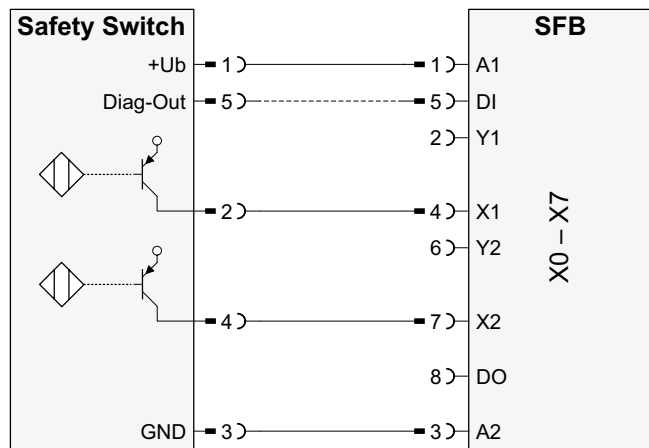 Safety Switch SFB
+Ub 1 1 A1
Diag-Out 5 5 DI
2 Y1
2 4 X1
6 Y2
4 7 X2
8 DO
GND 3 3 A2
X0 – X7